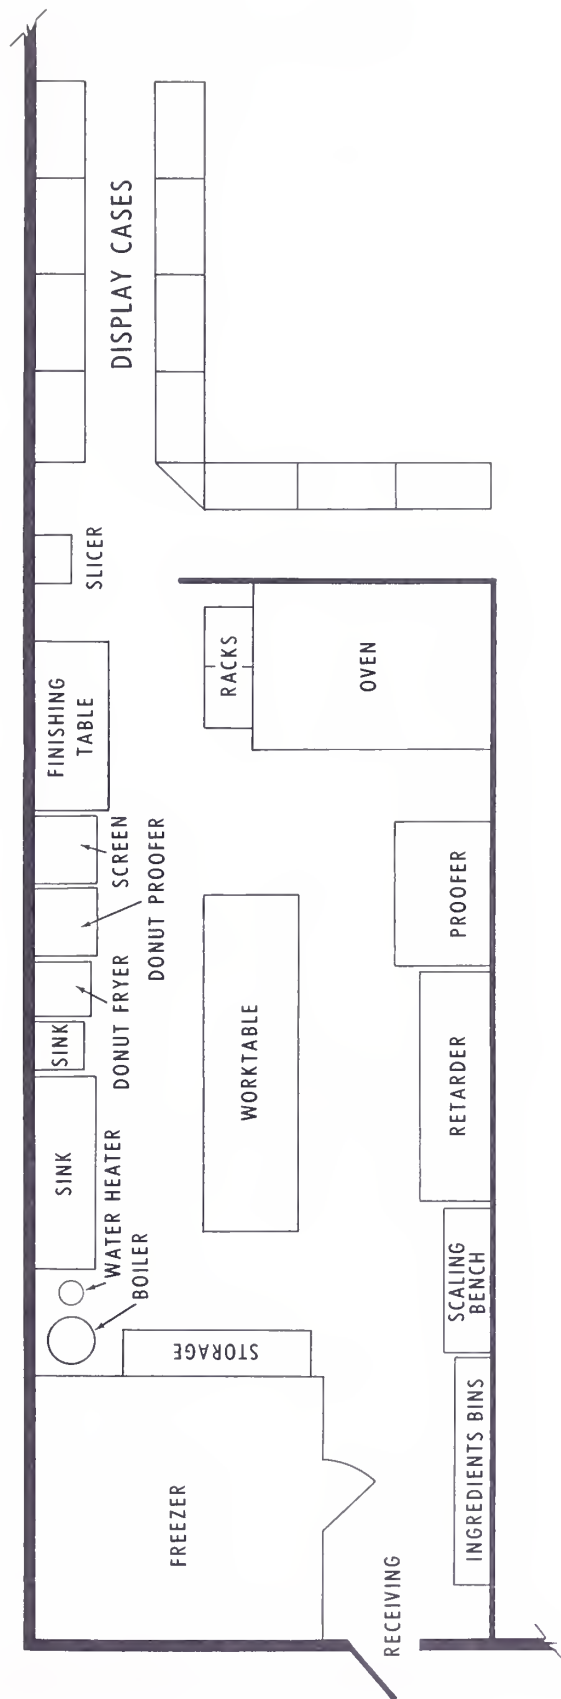 DISPLAY CASES
SLICER
FINISHING
TABLE
RACKS
OVEN
SCREEN
DONUT PROOFER
DONUT FRYER
SINK
SINK
WATER HEATER
BOILER
WORKTABLE
PROOFER
RETARDER
SCALING
BENCH
STORAGE
FREEZER
INGREDIENTS BINS
RECEIVING